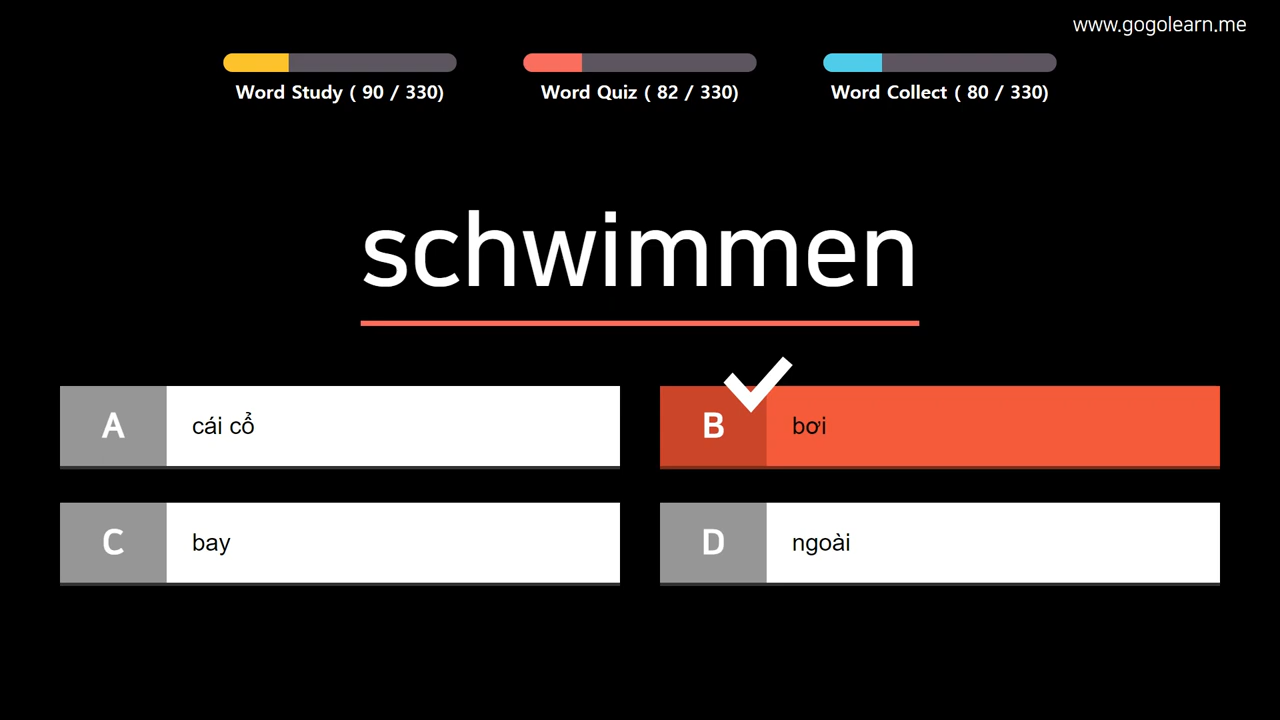 www.gogolearn.me
Word Study ( 90 / 330)
Word Quiz ( 82 / 330)
Word Collect ( 80 / 330)
schwimmen
A cái cổ
B bơi
C bay
D ngoài